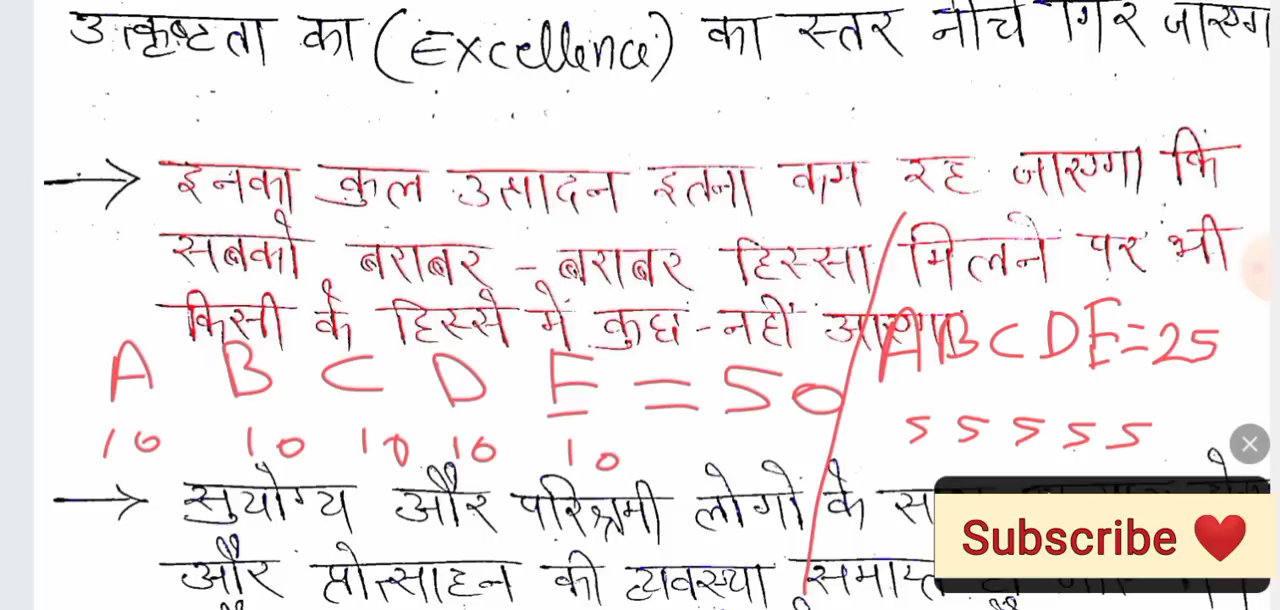 उत्कृष्टता का (Excellence) का स्तर नीचे गिर जाएगा
→ इनका कुल उत्पादन इतना कम रह जाएगा कि
सबको बराबर - बराबर हिस्सा मिलने पर भी
किसी के हिस्से में कुछ - नहीं आएगा
A B C D E = 50
10 10 10 10 10
A B C D E = 25
5 5 5 5 5
→ सुयोग्य और परिश्रमी लोगों के
और प्रोत्साहन की व्यवस्था समाप्त
Subscribe